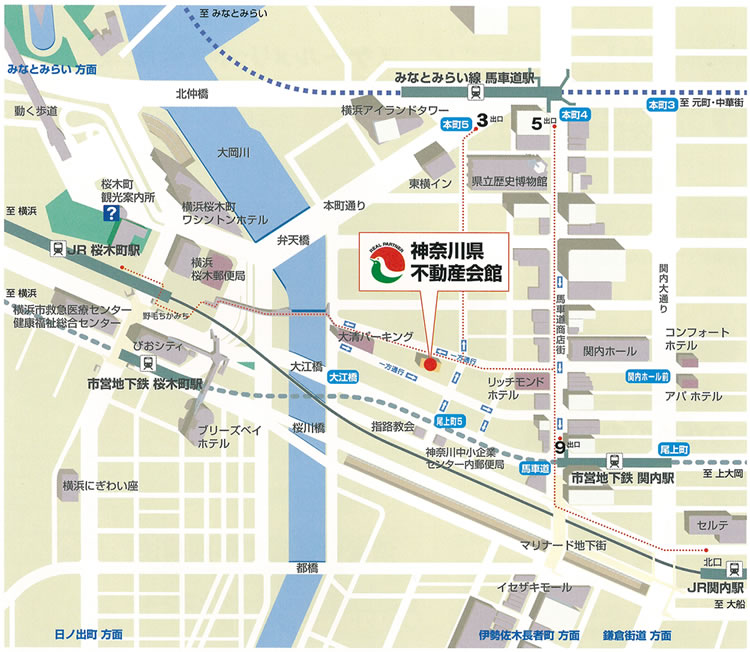 至 みなとみらい
みなとみらい 方面
みなとみらい線 馬車道駅
北仲橋
動く歩道
横浜アイランドタワー
3 出口
本町5
5 出口
本町4
本町3
至 元町・中華街
大岡川
本町通り
東横イン
県立歴史博物館
桜木町
観光案内所
?
横浜桜木町
ワシントンホテル
弁天橋
至 横浜
JR 桜木町駅
横浜
桜木郵便局
REAL PARTNER
神奈川県
不動産会館
関内大通り
至 横浜
横浜市救急医療センター
健康福祉総合センター
野毛ちかみち
大清パーキング
馬車道商店街
ぴおシティ
一方通行
一方通行
関内ホール
コンフォート
ホテル
市営地下鉄 桜木町駅
大江橋
大江橋
リッチモンド
ホテル
関内ホール前
アパ ホテル
ブリーズベイ
ホテル
桜川橋
指路教会
尾上町5
9 出口
尾上町
神奈川中小企業
センター内郵便局
馬車道
市営地下鉄 関内駅
至 上大岡
横浜にぎわい座
セルテ
マリナード地下街
北口
都橋
イセザキモール
JR関内駅
至 大船
日ノ出町 方面
伊勢佐木長者町 方面
鎌倉街道 方面